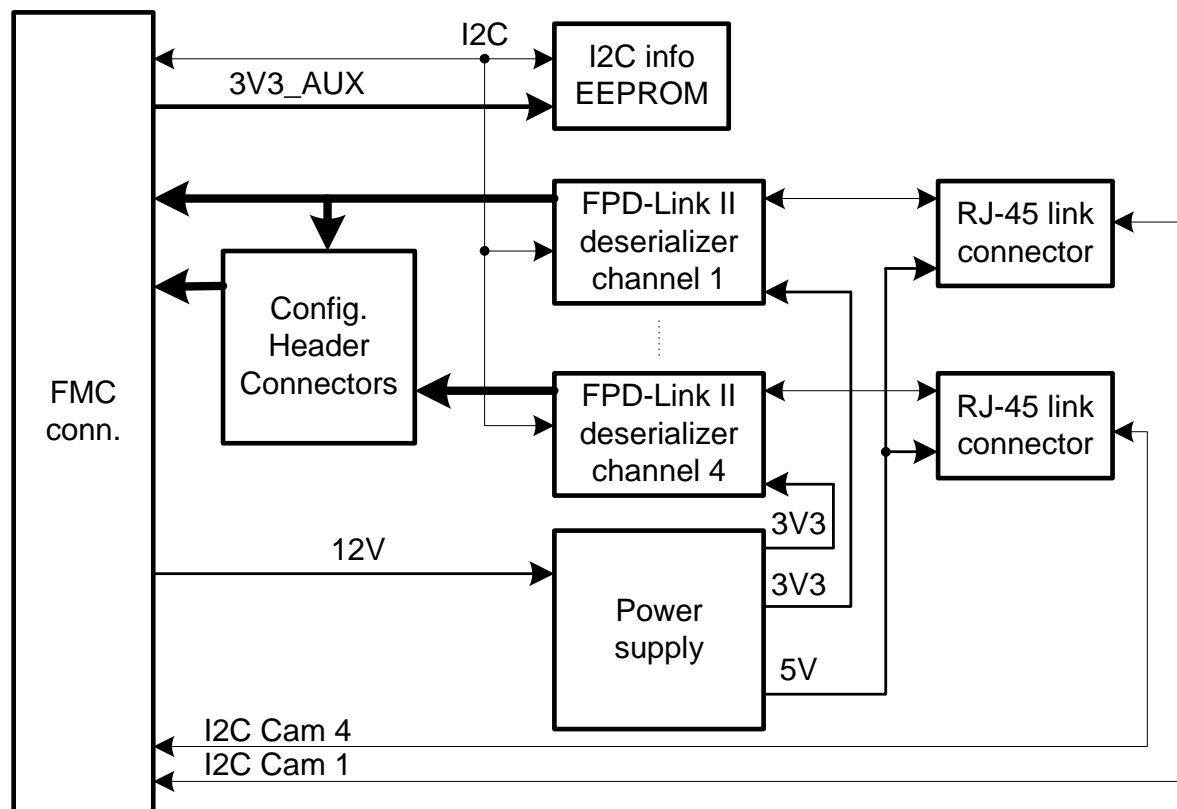 I2C
I2C info
EEPROM
3V3_AUX
FPD-Link II
deserializer
channel 1
RJ-45 link
connector
Config.
Header
Connectors
FMC
conn.
FPD-Link II
deserializer
channel 4
RJ-45 link
connector
3V3
12V
3V3
Power
supply
5V
I2C Cam 4
I2C Cam 1